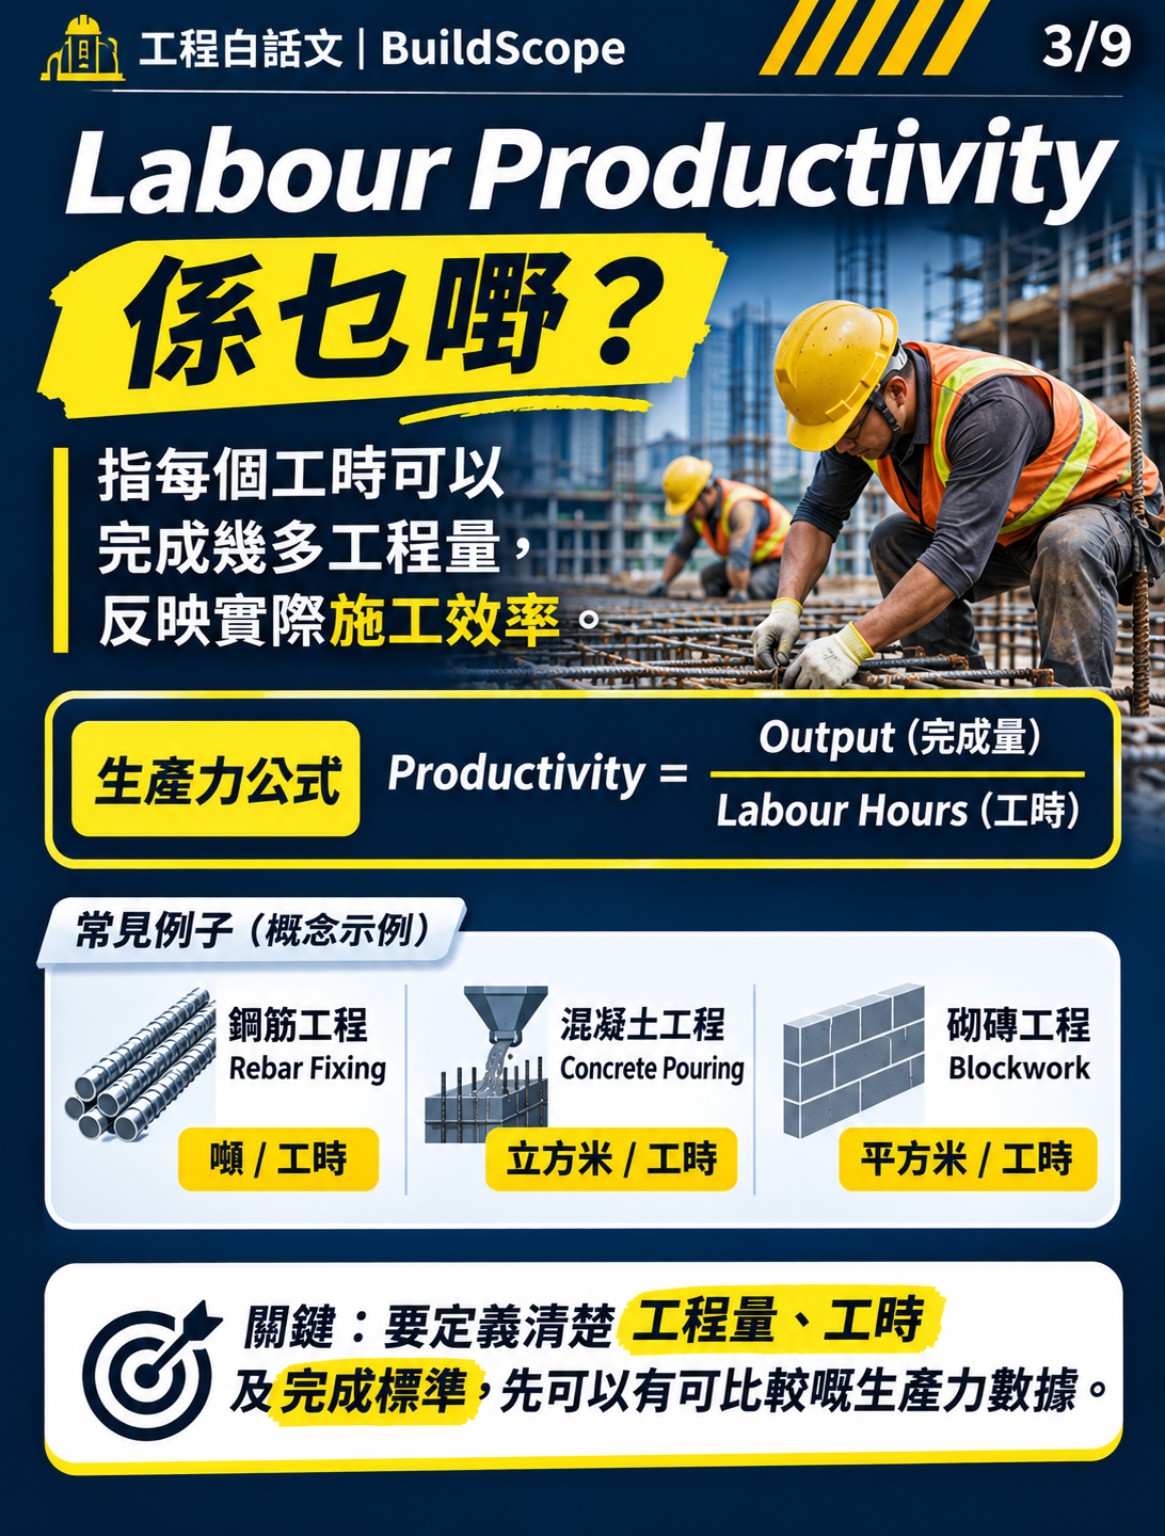 工程白話文 | BuildScope
3/9
Labour Productivity
係乜嘢？
指每個工時可以
完成幾多工程量，
反映實際施工效率。
生產力公式
Productivity =
Output (完成量)
Labour Hours (工時)
常見例子（概念示例）
鋼筋工程
Rebar Fixing
噸 / 工時
混凝土工程
Concrete Pouring
立方米 / 工時
砌磚工程
Blockwork
平方米 / 工時
關鍵：要定義清楚 工程量、工時
及完成標準，先可以有可比較嘅生產力數據。